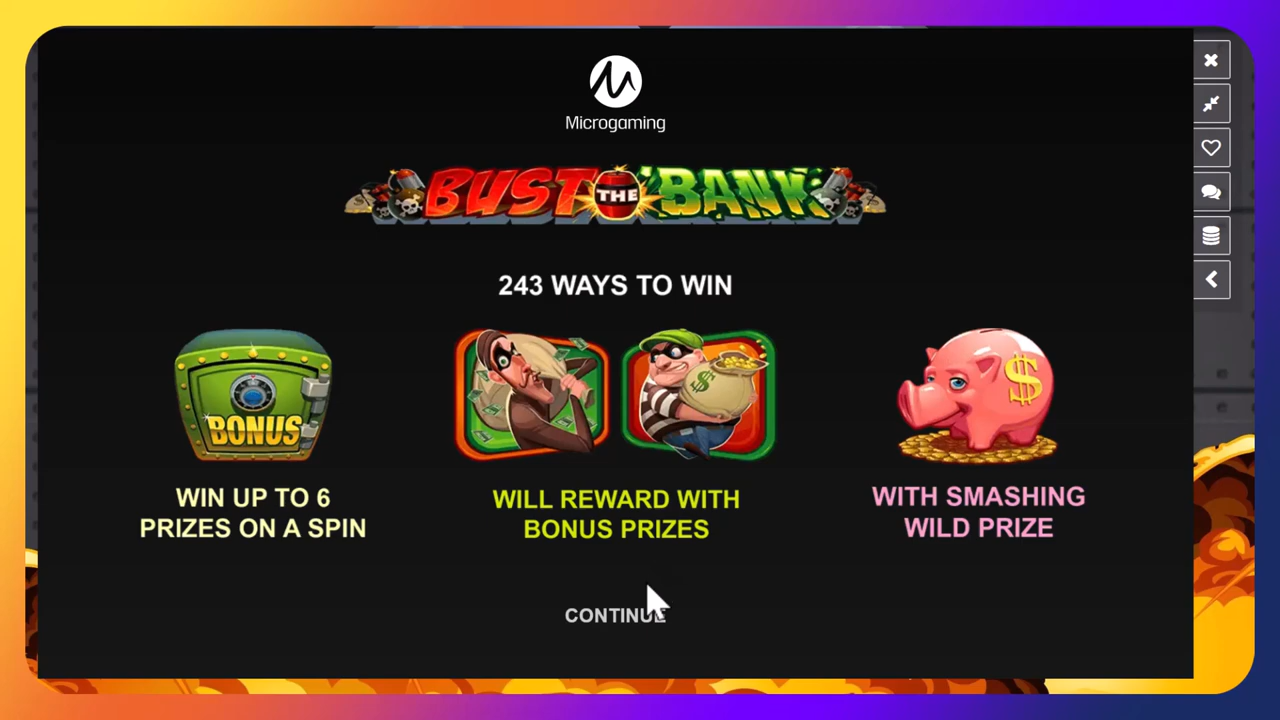 Microgaming
BUST THE BANK
243 WAYS TO WIN
BONUS
$
$
WIN UP TO 6
PRIZES ON A SPIN
WILL REWARD WITH
BONUS PRIZES
WITH SMASHING
WILD PRIZE
CONTINUE